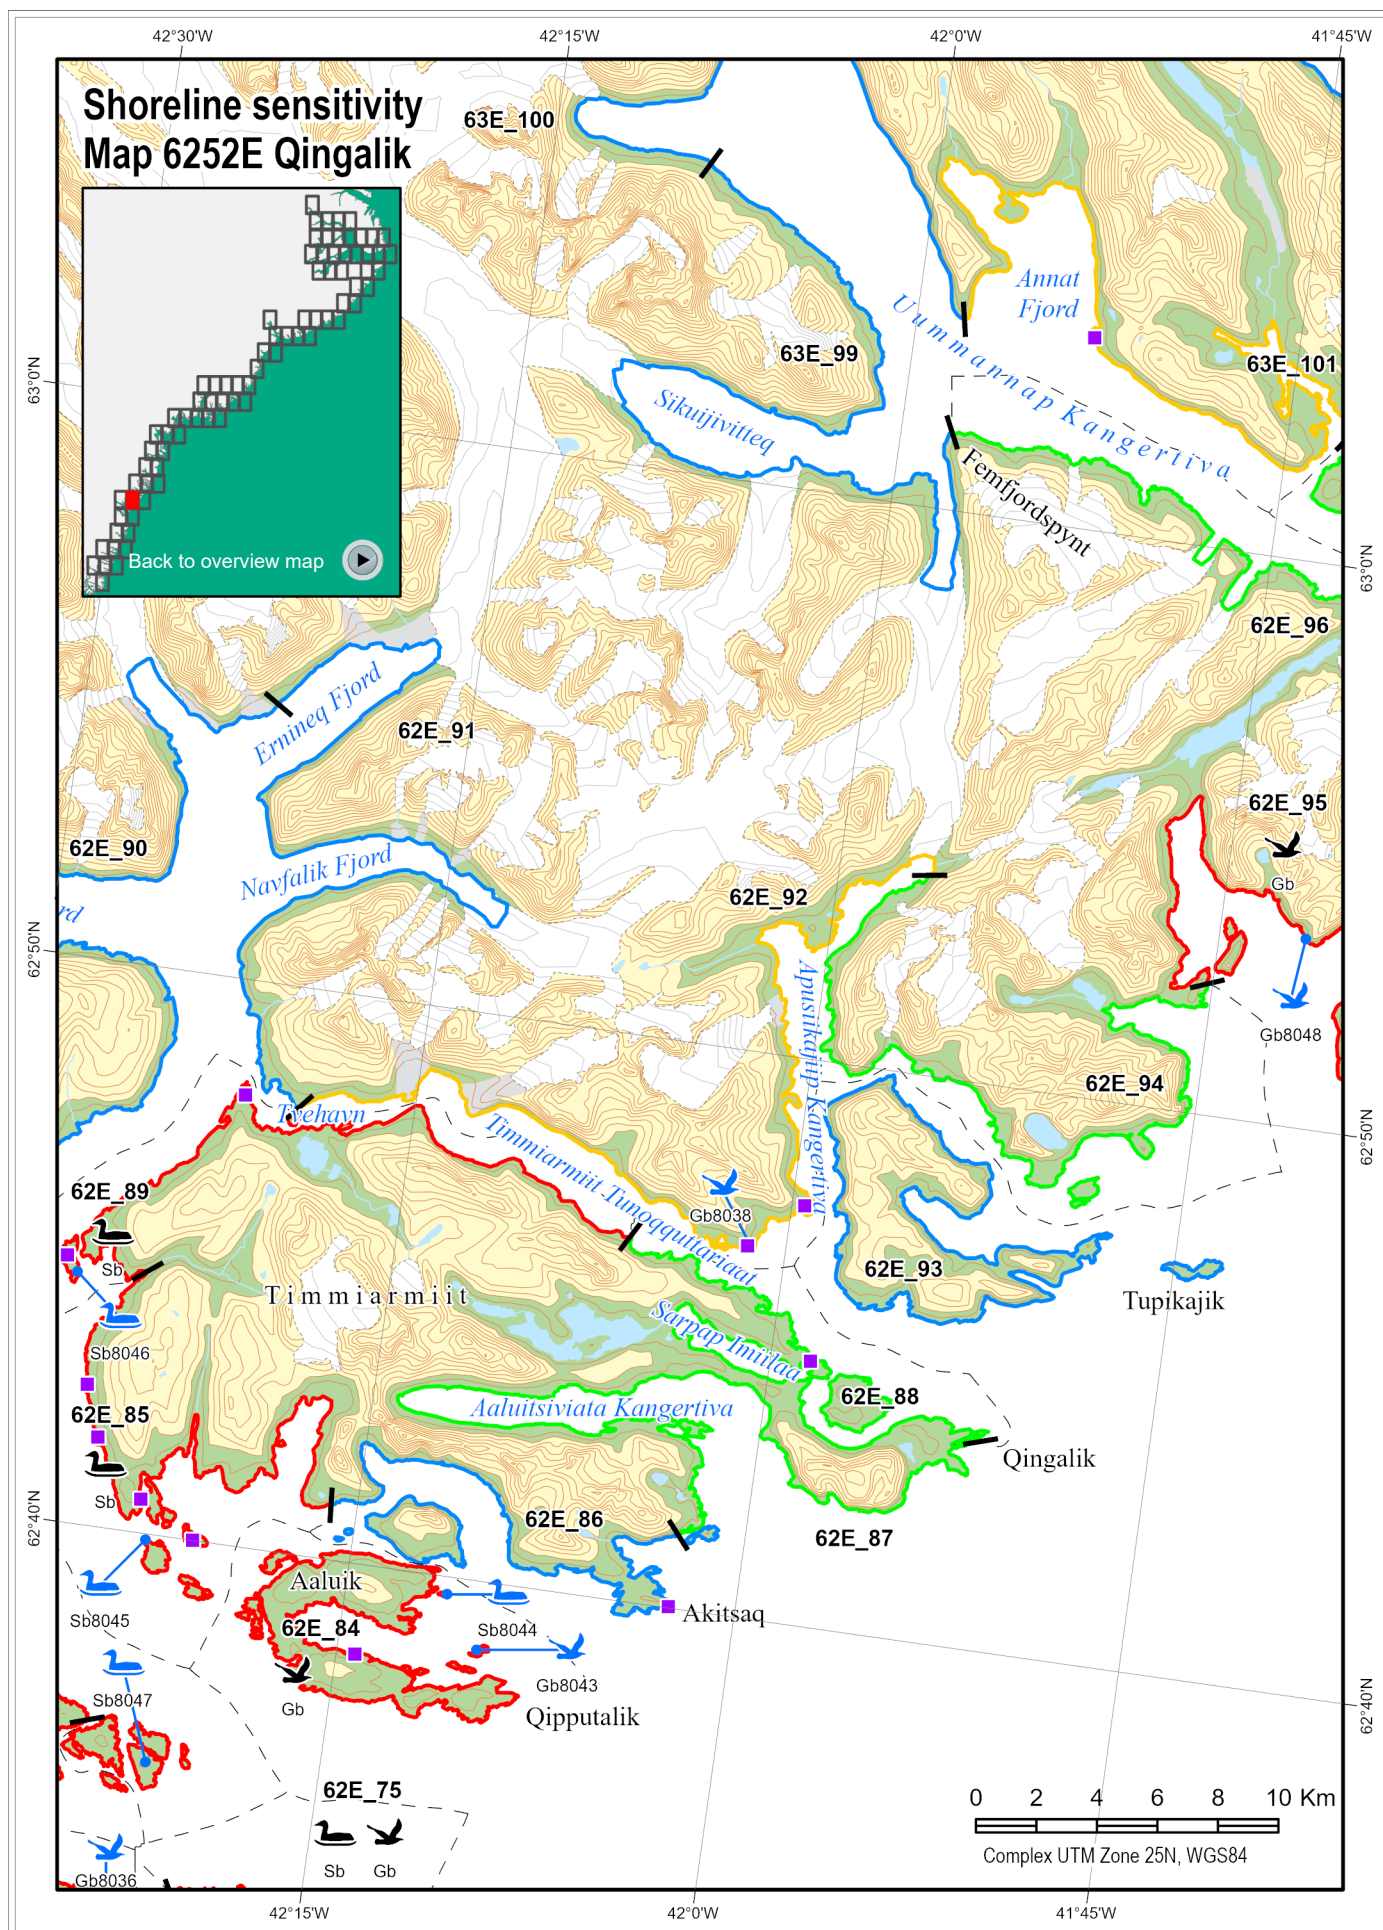 42°30'W
42°15'W
42°0'W
41°45'W
Shoreline sensitivity
Map 6252E Qingalik
Back to overview map
63E_100
63E_99
Annat
Fjord
Uummannap Kangertiva
63E_101
63°0'N
Sikuijivitteq
Femfjordspynt
63°0'N
62E_96
Ernineq Fjord
62E_91
62E_95
Gb
62E_90
Navfalik Fjord
62E_92
rd
62°50'N
Apusiikajiip Kangertiva
Gb8048
62E_94
Tvehavn
Timmiarmiit Tunoqquttariaat
62°50'N
62E_89
Sb
Gb8038
62E_93
Timmiarmiit
Tupikajik
Sb8046
Sarpap Imiilaa
62E_88
62E_85
Sb
Aaluitsiviata Kangertiva
Qingalik
62°40'N
62E_86
62E_87
Aaluik
Sb8045
62E_84
Sb8044
Akitsaq
Gb
Gb8043
Sb8047
Qipputalik
62°40'N
62E_75
Sb
Gb
Gb8036
0 2 4 6 8 10 Km
Complex UTM Zone 25N, WGS84
42°15'W
42°0'W
41°45'W